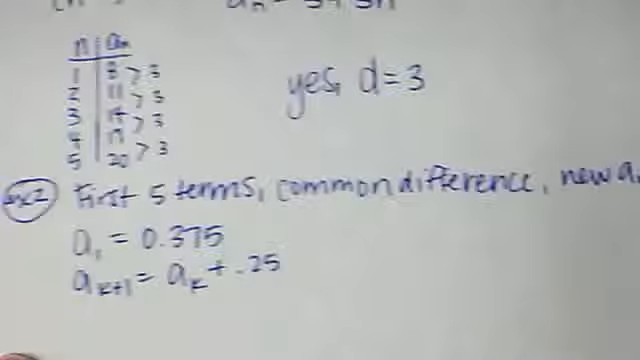 n | an
1 | 8 > 3
2 | 11 > 3
3 | 14 > 3
4 | 17 > 3
5 | 20
yes, d=3
ex2 First 5 terms, common difference, new a
a1 = 0.375
ak+1 = ak + .25